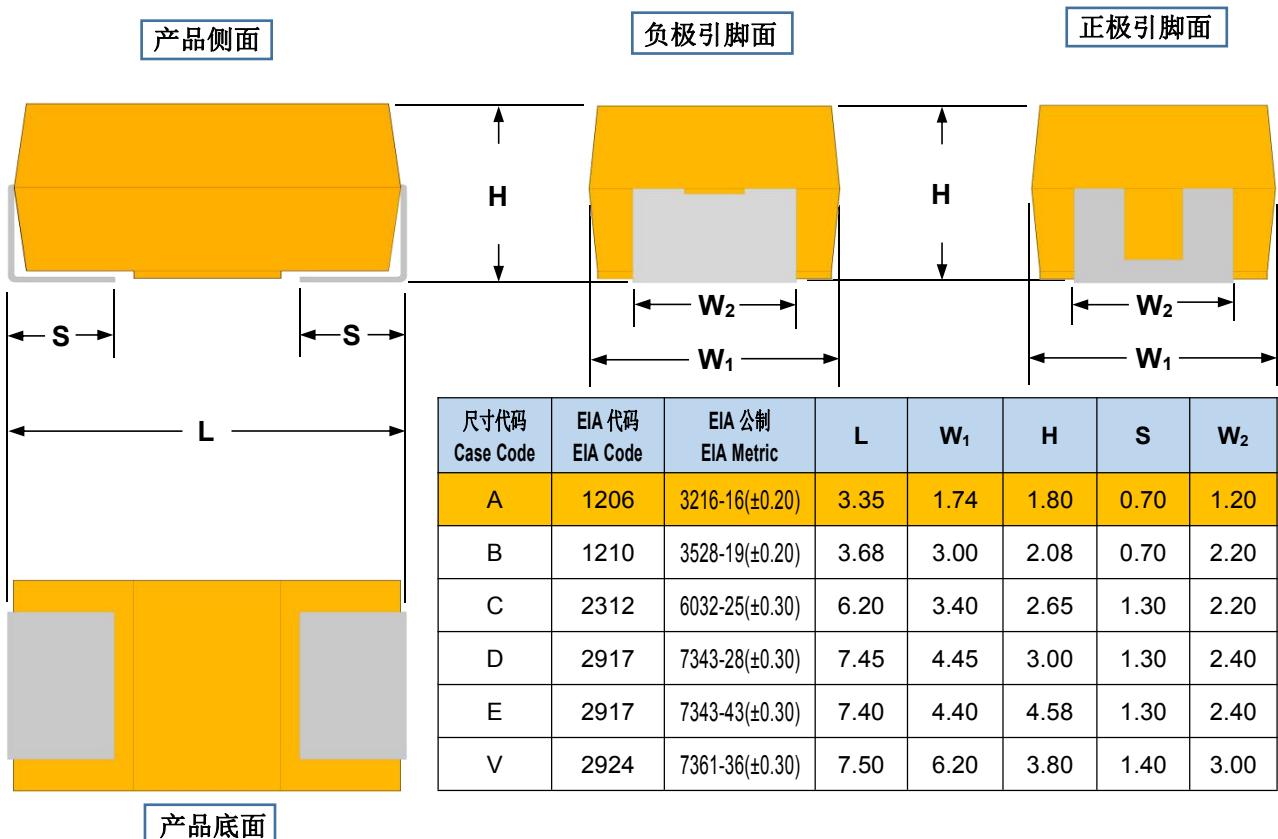 产品侧面
负极引脚面
正极引脚面
H
H
S
S
L
W₂
W₁
W₂
W₁
尺寸代码 EIA 代码 EIA 公制 L W₁ H S W₂
Case Code EIA Code EIA Metric
A 1206 3216-16(±0.20) 3.35 1.74 1.80 0.70 1.20
B 1210 3528-19(±0.20) 3.68 3.00 2.08 0.70 2.20
C 2312 6032-25(±0.30) 6.20 3.40 2.65 1.30 2.20
D 2917 7343-28(±0.30) 7.45 4.45 3.00 1.30 2.40
E 2917 7343-43(±0.30) 7.40 4.40 4.58 1.30 2.40
V 2924 7361-36(±0.30) 7.50 6.20 3.80 1.40 3.00
产品底面